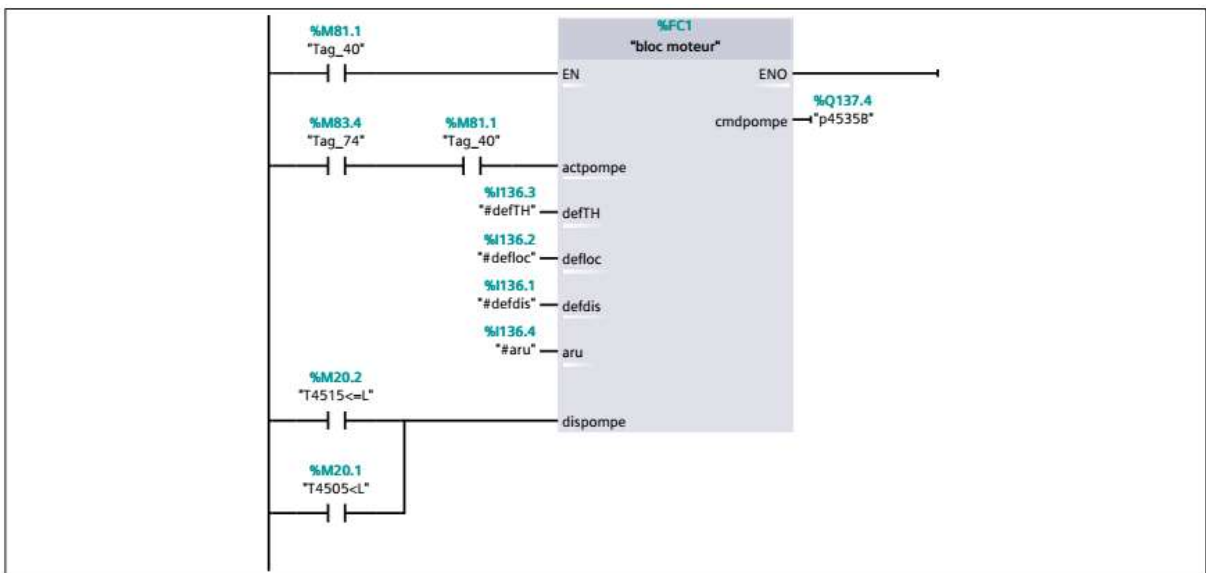 %M81.1
"Tag_40"
%FC1
"bloc moteur"
EN
ENO
%Q137.4
cmdpompe
"p4535B"
%M83.4
"Tag_74"
%M81.1
"Tag_40"
actpompe
%I136.3
"#defTH"
defTH
%I136.2
"#defloc"
defloc
%I136.1
"#defdis"
defdis
%I136.4
"#aru"
aru
%M20.2
"T4515<=L"
dispompe
%M20.1
"T4505<L"